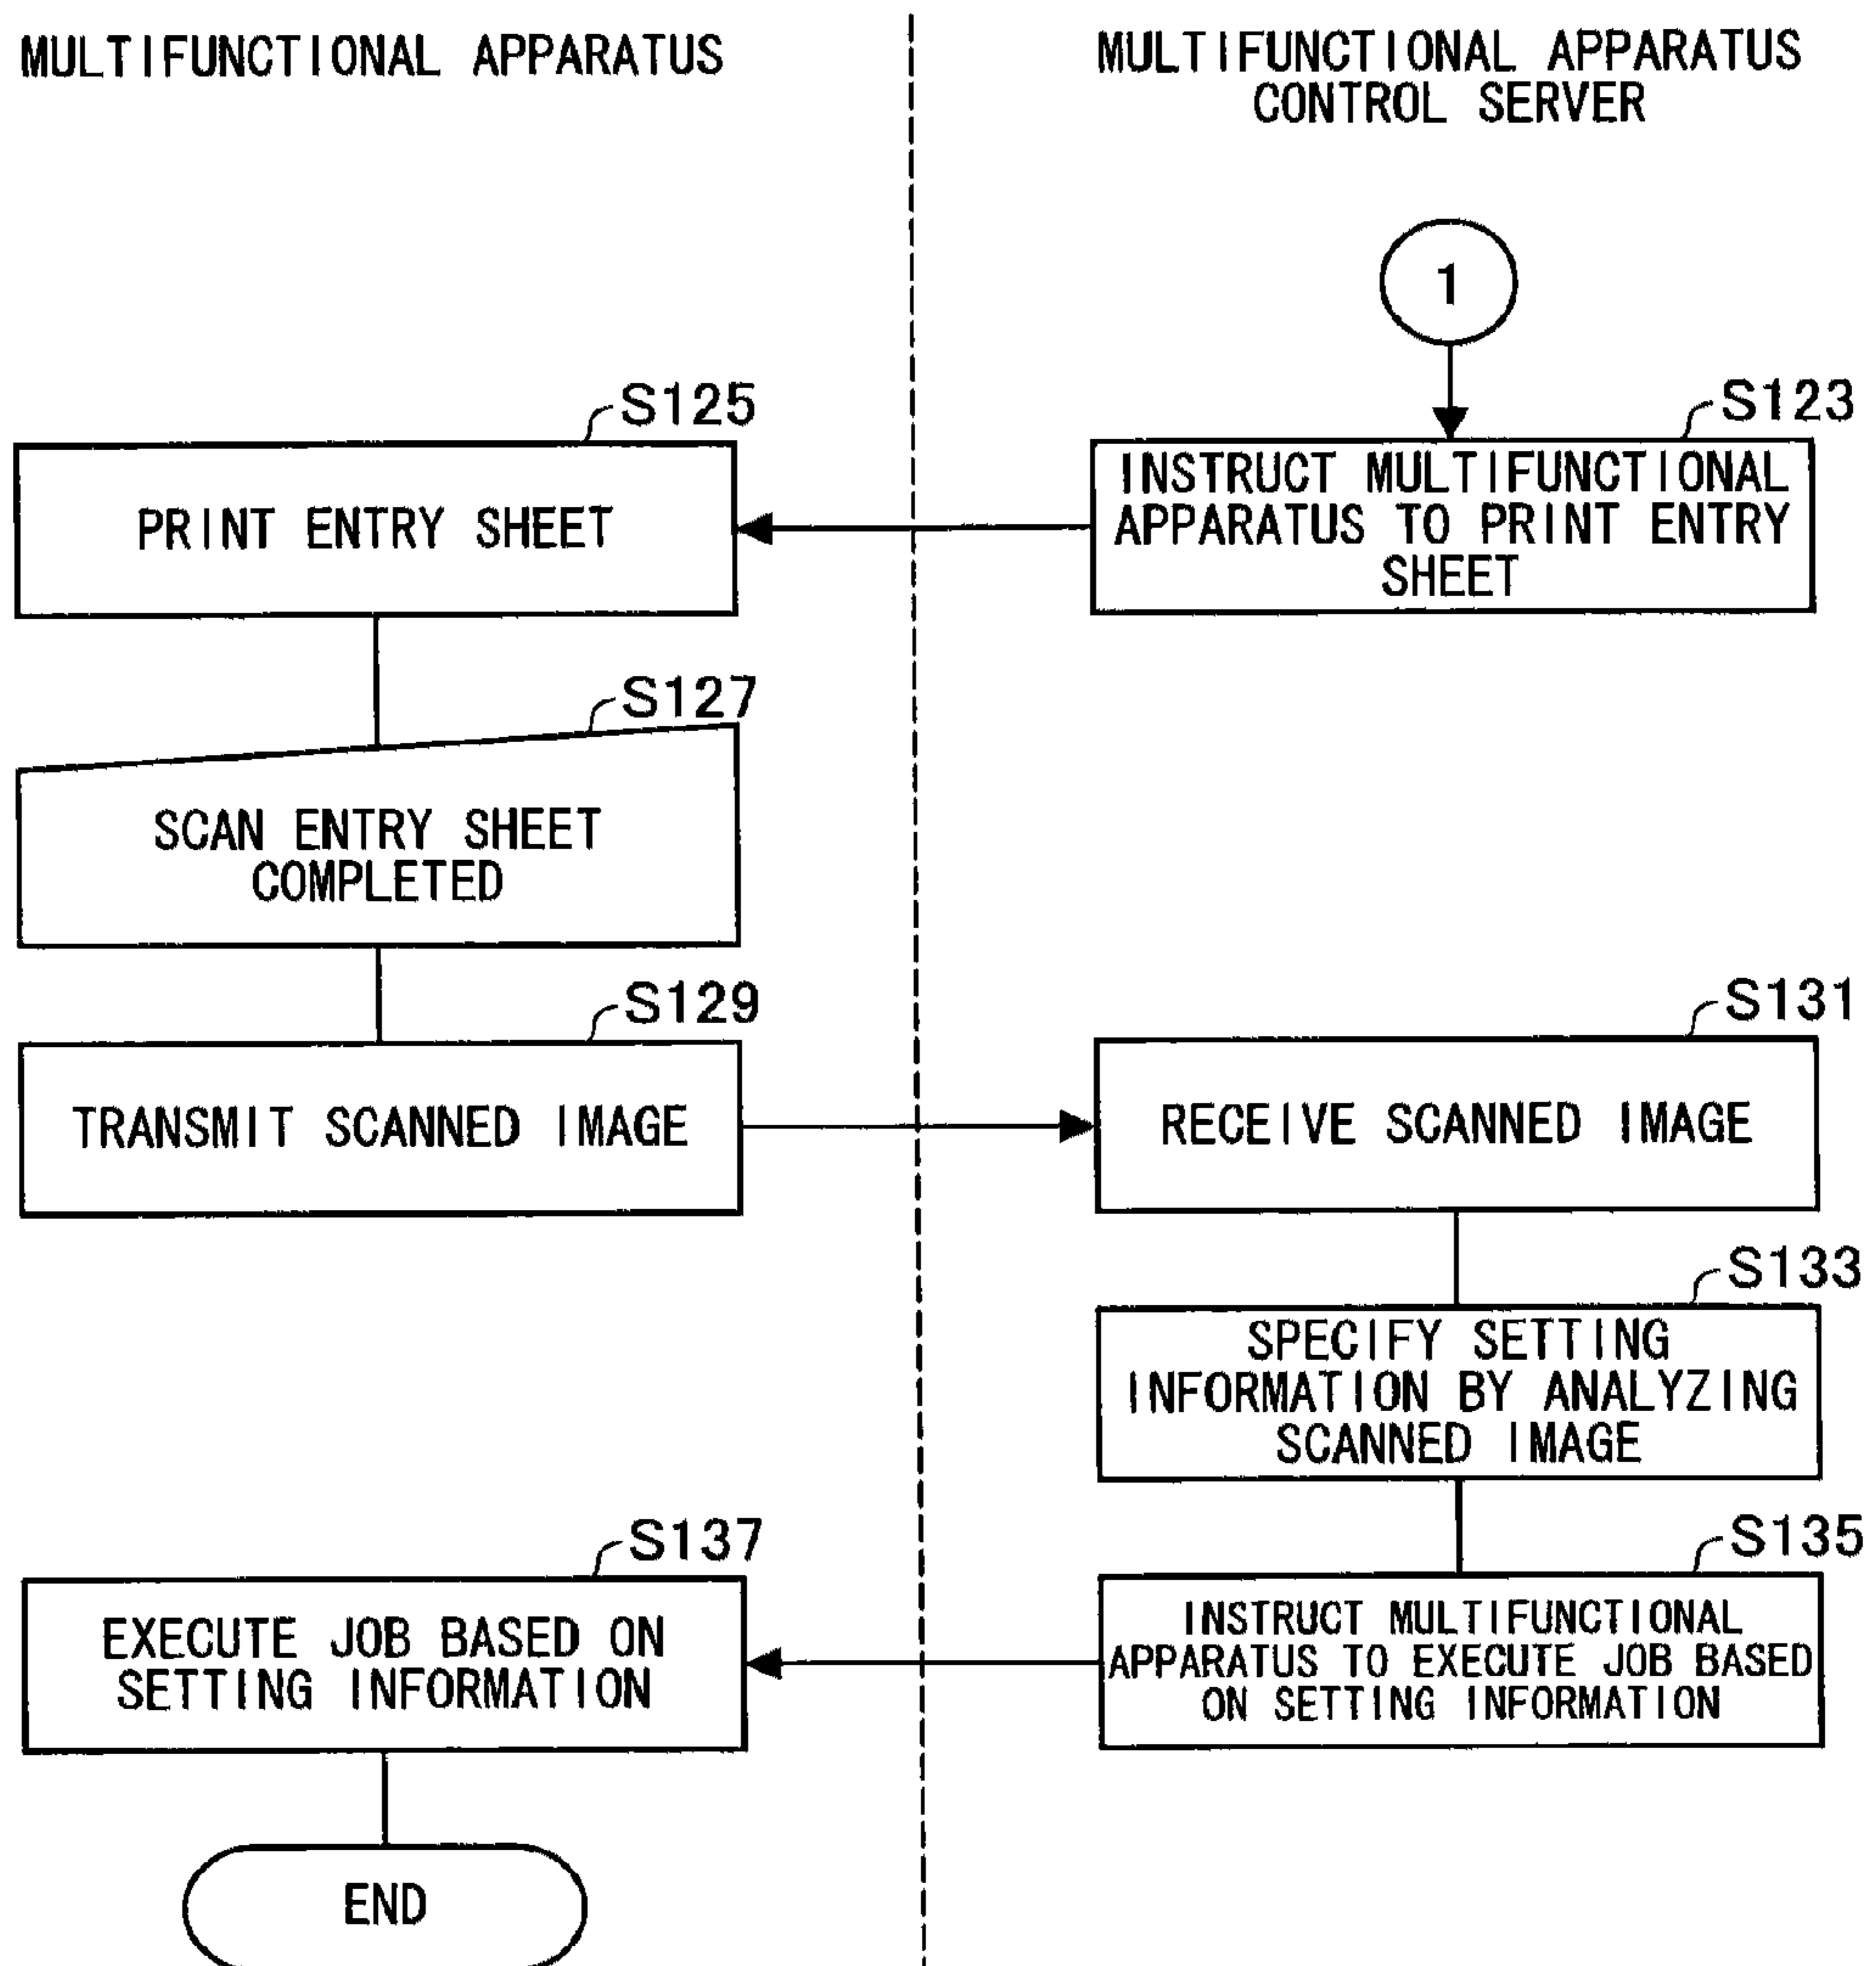 MULTIFUNCTIONAL APPARATUS
MULTIFUNCTIONAL APPARATUS
CONTROL SERVER
1
S123
INSTRUCT MULTIFUNCTIONAL
APPARATUS TO PRINT ENTRY
SHEET
S125
PRINT ENTRY SHEET
S127
SCAN ENTRY SHEET
COMPLETED
S129
TRANSMIT SCANNED IMAGE
S131
RECEIVE SCANNED IMAGE
S133
SPECIFY SETTING
INFORMATION BY ANALYZING
SCANNED IMAGE
S135
INSTRUCT MULTIFUNCTIONAL
APPARATUS TO EXECUTE JOB BASED
ON SETTING INFORMATION
S137
EXECUTE JOB BASED ON
SETTING INFORMATION
END